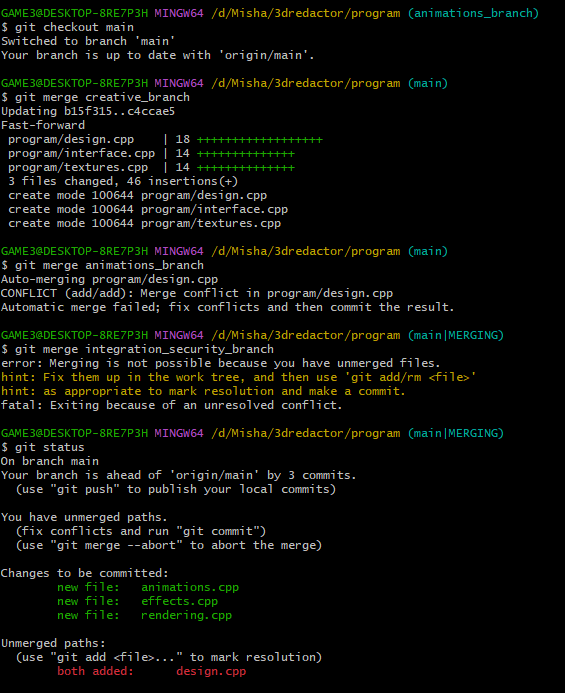 GAME3@DESKTOP-8RE7P3H MINGW64 /d/Misha/3dredactor/program (animations_branch)
$ git checkout main
Switched to branch 'main'
Your branch is up to date with 'origin/main'.
GAME3@DESKTOP-8RE7P3H MINGW64 /d/Misha/3dredactor/program (main)
$ git merge creative_branch
Updating b15f315..c4ccae5
Fast-forward
 program/design.cpp    | 18 ++++++++++++++++++
 program/interface.cpp | 14 ++++++++++++++
 program/textures.cpp  | 14 ++++++++++++++
 3 files changed, 46 insertions(+)
 create mode 100644 program/design.cpp
 create mode 100644 program/interface.cpp
 create mode 100644 program/textures.cpp
GAME3@DESKTOP-8RE7P3H MINGW64 /d/Misha/3dredactor/program (main)
$ git merge animations_branch
Auto-merging program/design.cpp
CONFLICT (add/add): Merge conflict in program/design.cpp
Automatic merge failed; fix conflicts and then commit the result.
GAME3@DESKTOP-8RE7P3H MINGW64 /d/Misha/3dredactor/program (main|MERGING)
$ git merge integration_security_branch
error: Merging is not possible because you have unmerged files.
hint: Fix them up in the work tree, and then use 'git add/rm <file>'
hint: as appropriate to mark resolution and make a commit.
fatal: Exiting because of an unresolved conflict.
GAME3@DESKTOP-8RE7P3H MINGW64 /d/Misha/3dredactor/program (main|MERGING)
$ git status
On branch main
Your branch is ahead of 'origin/main' by 3 commits.
  (use "git push" to publish your local commits)
You have unmerged paths.
  (fix conflicts and run "git commit")
  (use "git merge --abort" to abort the merge)
Changes to be committed:
        new file:   animations.cpp
        new file:   effects.cpp
        new file:   rendering.cpp
Unmerged paths:
  (use "git add <file>..." to mark resolution)
        both added:      design.cpp